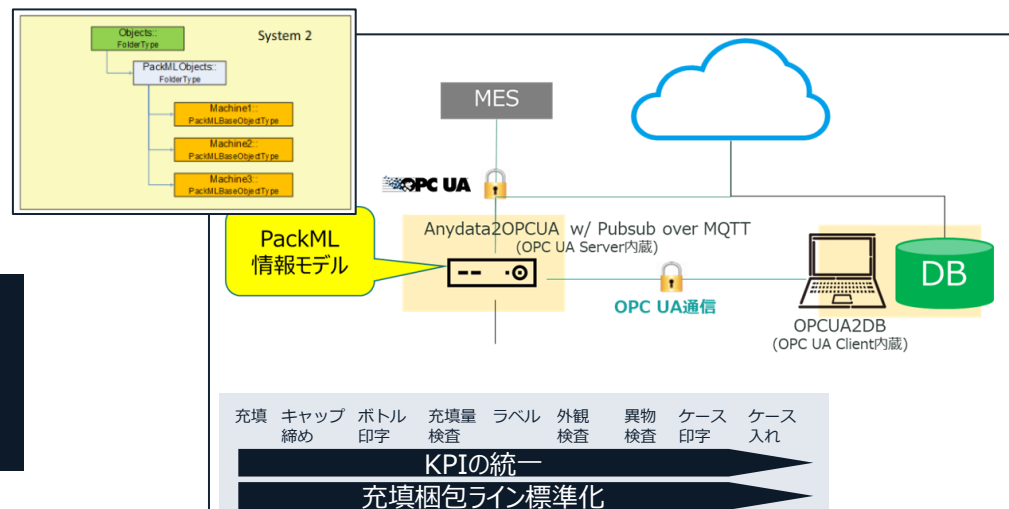 System 2
Objects::
FolderType
PackMLObjects::
FolderType
Machine1::
PackMLBaseObjectType
Machine2::
PackMLBaseObjectType
Machine3::
PackMLBaseObjectType
MES
OPC UA
PackML
情報モデル
Anydata2OPCUA w/ Pubsub over MQTT
(OPC UA Server内蔵)
OPC UA通信
DB
OPCUA2DB
(OPC UA Client内蔵)
充填 キャップ ボトル 充填量 ラベル 外観 異物 ケース ケース
締め 印字 検査 検査 検査 印字 入れ
KPIの統一
充填梱包ライン標準化